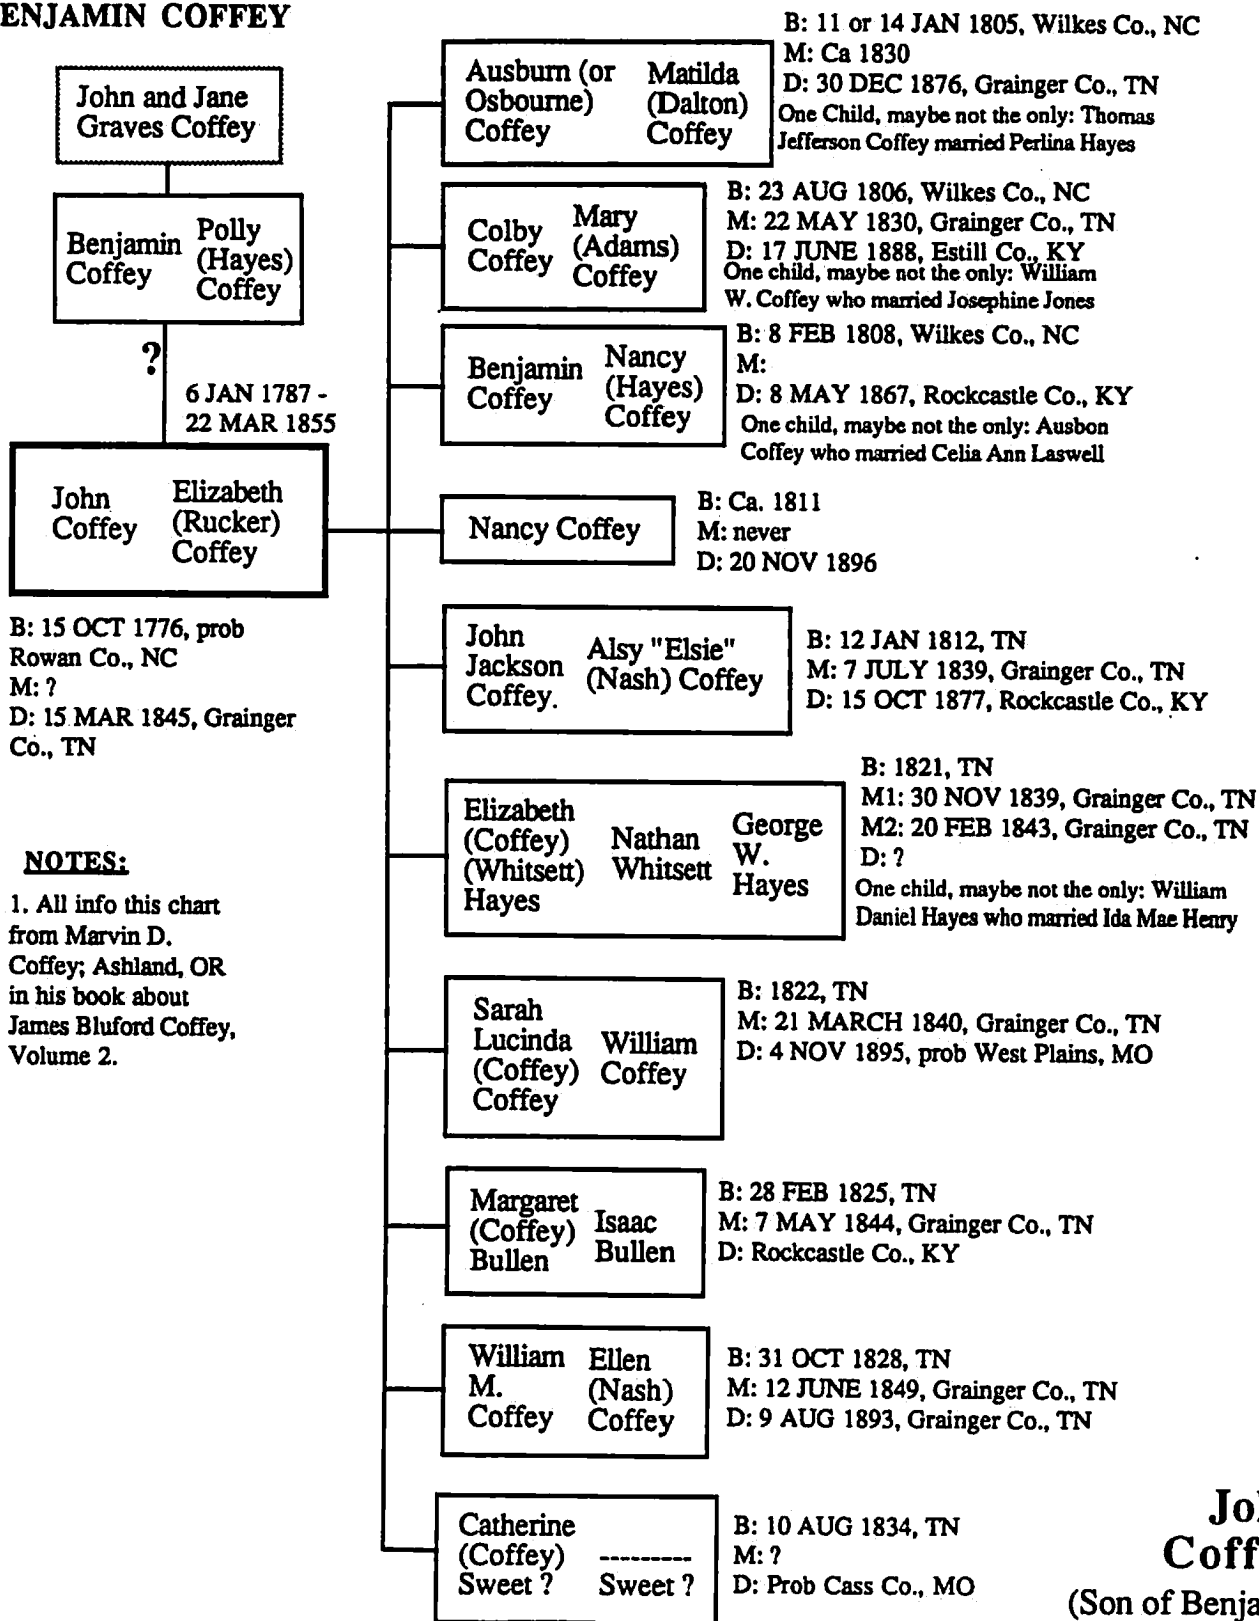 ENJAMIN COFFEY
John and Jane
Graves Coffey
Benjamin
Coffey
Polly
(Hayes)
Coffey
?
6 JAN 1787 -
22 MAR 1855
John
Coffey
Elizabeth
(Rucker)
Coffey
B: 15 OCT 1776, prob
Rowan Co., NC
M: ?
D: 15 MAR 1845, Grainger
Co., TN
NOTES:
1. All info this chart
from Marvin D.
Coffey; Ashland, OR
in his book about
James Bluford Coffey,
Volume 2.
Ausburn (or
Osbourne)
Coffey
Matilda
(Dalton)
Coffey
B: 11 or 14 JAN 1805, Wilkes Co., NC
M: Ca 1830
D: 30 DEC 1876, Grainger Co., TN
One Child, maybe not the only: Thomas
Jefferson Coffey married Perlina Hayes
Colby
Coffey
Mary
(Adams)
Coffey
B: 23 AUG 1806, Wilkes Co., NC
M: 22 MAY 1830, Grainger Co., TN
D: 17 JUNE 1888, Estill Co., KY
One child, maybe not the only: William
W. Coffey who married Josephine Jones
Benjamin
Coffey
Nancy
(Hayes)
Coffey
B: 8 FEB 1808, Wilkes Co., NC
M:
D: 8 MAY 1867, Rockcastle Co., KY
One child, maybe not the only: Ausbon
Coffey who married Celia Ann Laswell
Nancy Coffey
B: Ca. 1811
M: never
D: 20 NOV 1896
John
Jackson
Coffey.
Alsy "Elsie"
(Nash) Coffey
B: 12 JAN 1812, TN
M: 7 JULY 1839, Grainger Co., TN
D: 15 OCT 1877, Rockcastle Co., KY
Elizabeth
(Coffey)
(Whitsett)
Hayes
Nathan
Whitsett
George
W.
Hayes
B: 1821, TN
M1: 30 NOV 1839, Grainger Co., TN
M2: 20 FEB 1843, Grainger Co., TN
D: ?
One child, maybe not the only: William
Daniel Hayes who married Ida Mae Henry
Sarah
Lucinda
(Coffey)
Coffey
William
Coffey
B: 1822, TN
M: 21 MARCH 1840, Grainger Co., TN
D: 4 NOV 1895, prob West Plains, MO
Margaret
(Coffey)
Bullen
Isaac
Bullen
B: 28 FEB 1825, TN
M: 7 MAY 1844, Grainger Co., TN
D: Rockcastle Co., KY
William
M.
Coffey
Ellen
(Nash)
Coffey
B: 31 OCT 1828, TN
M: 12 JUNE 1849, Grainger Co., TN
D: 9 AUG 1893, Grainger Co., TN
Catherine
(Coffey)
Sweet ?
---------
Sweet ?
B: 10 AUG 1834, TN
M: ?
D: Prob Cass Co., MO
Jo
Coff
(Son of Benja